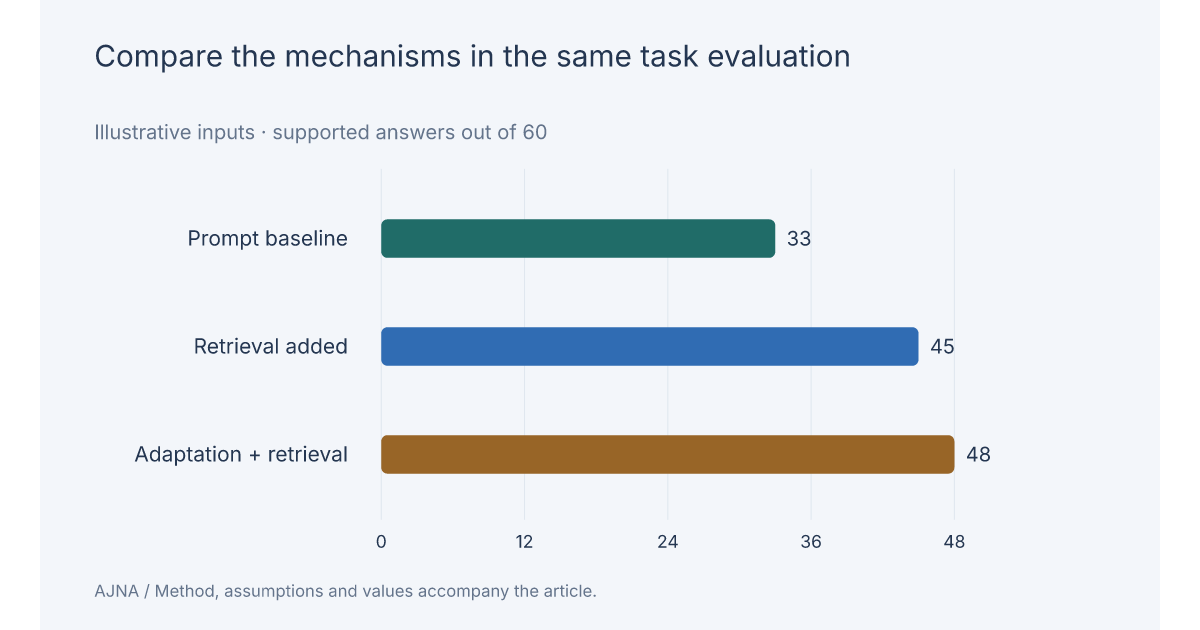 Compare the mechanisms in the same task evaluation
Illustrative inputs · supported answers out of 60
Prompt baseline 33
Retrieval added 45
Adaptation + retrieval 48
0 12 24 36 48
AJNA / Method, assumptions and values accompany the article.